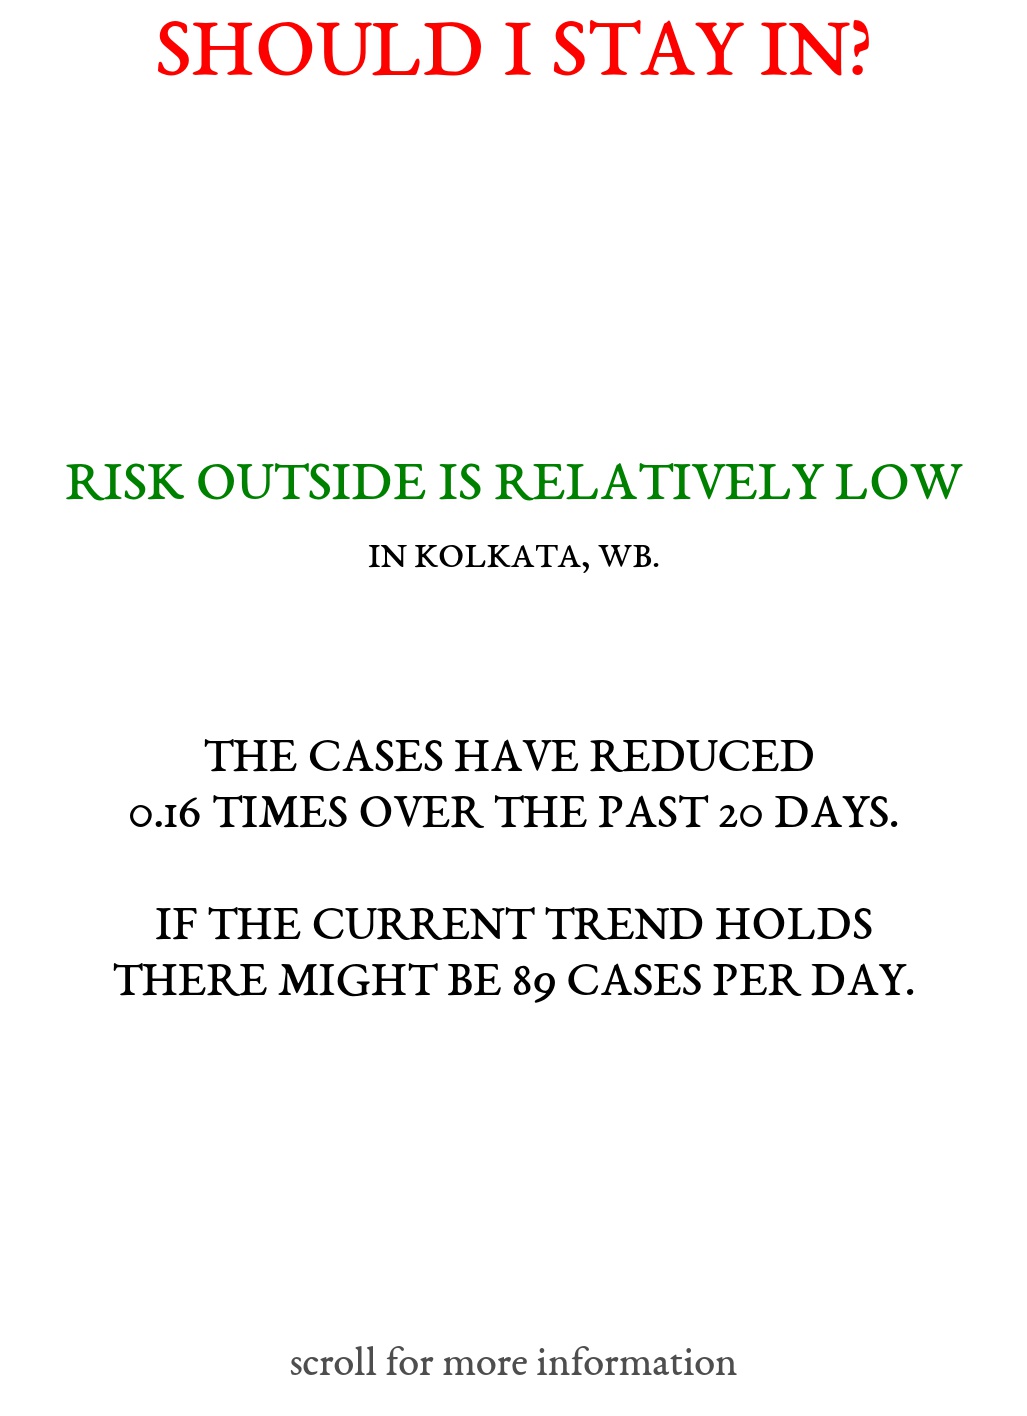 SHOULD I STAY IN?
RISK OUTSIDE IS RELATIVELY LOW
IN KOLKATA, WB.
THE CASES HAVE REDUCED
0.16 TIMES OVER THE PAST 20 DAYS.
IF THE CURRENT TREND HOLDS
THERE MIGHT BE 89 CASES PER DAY.
scroll for more information